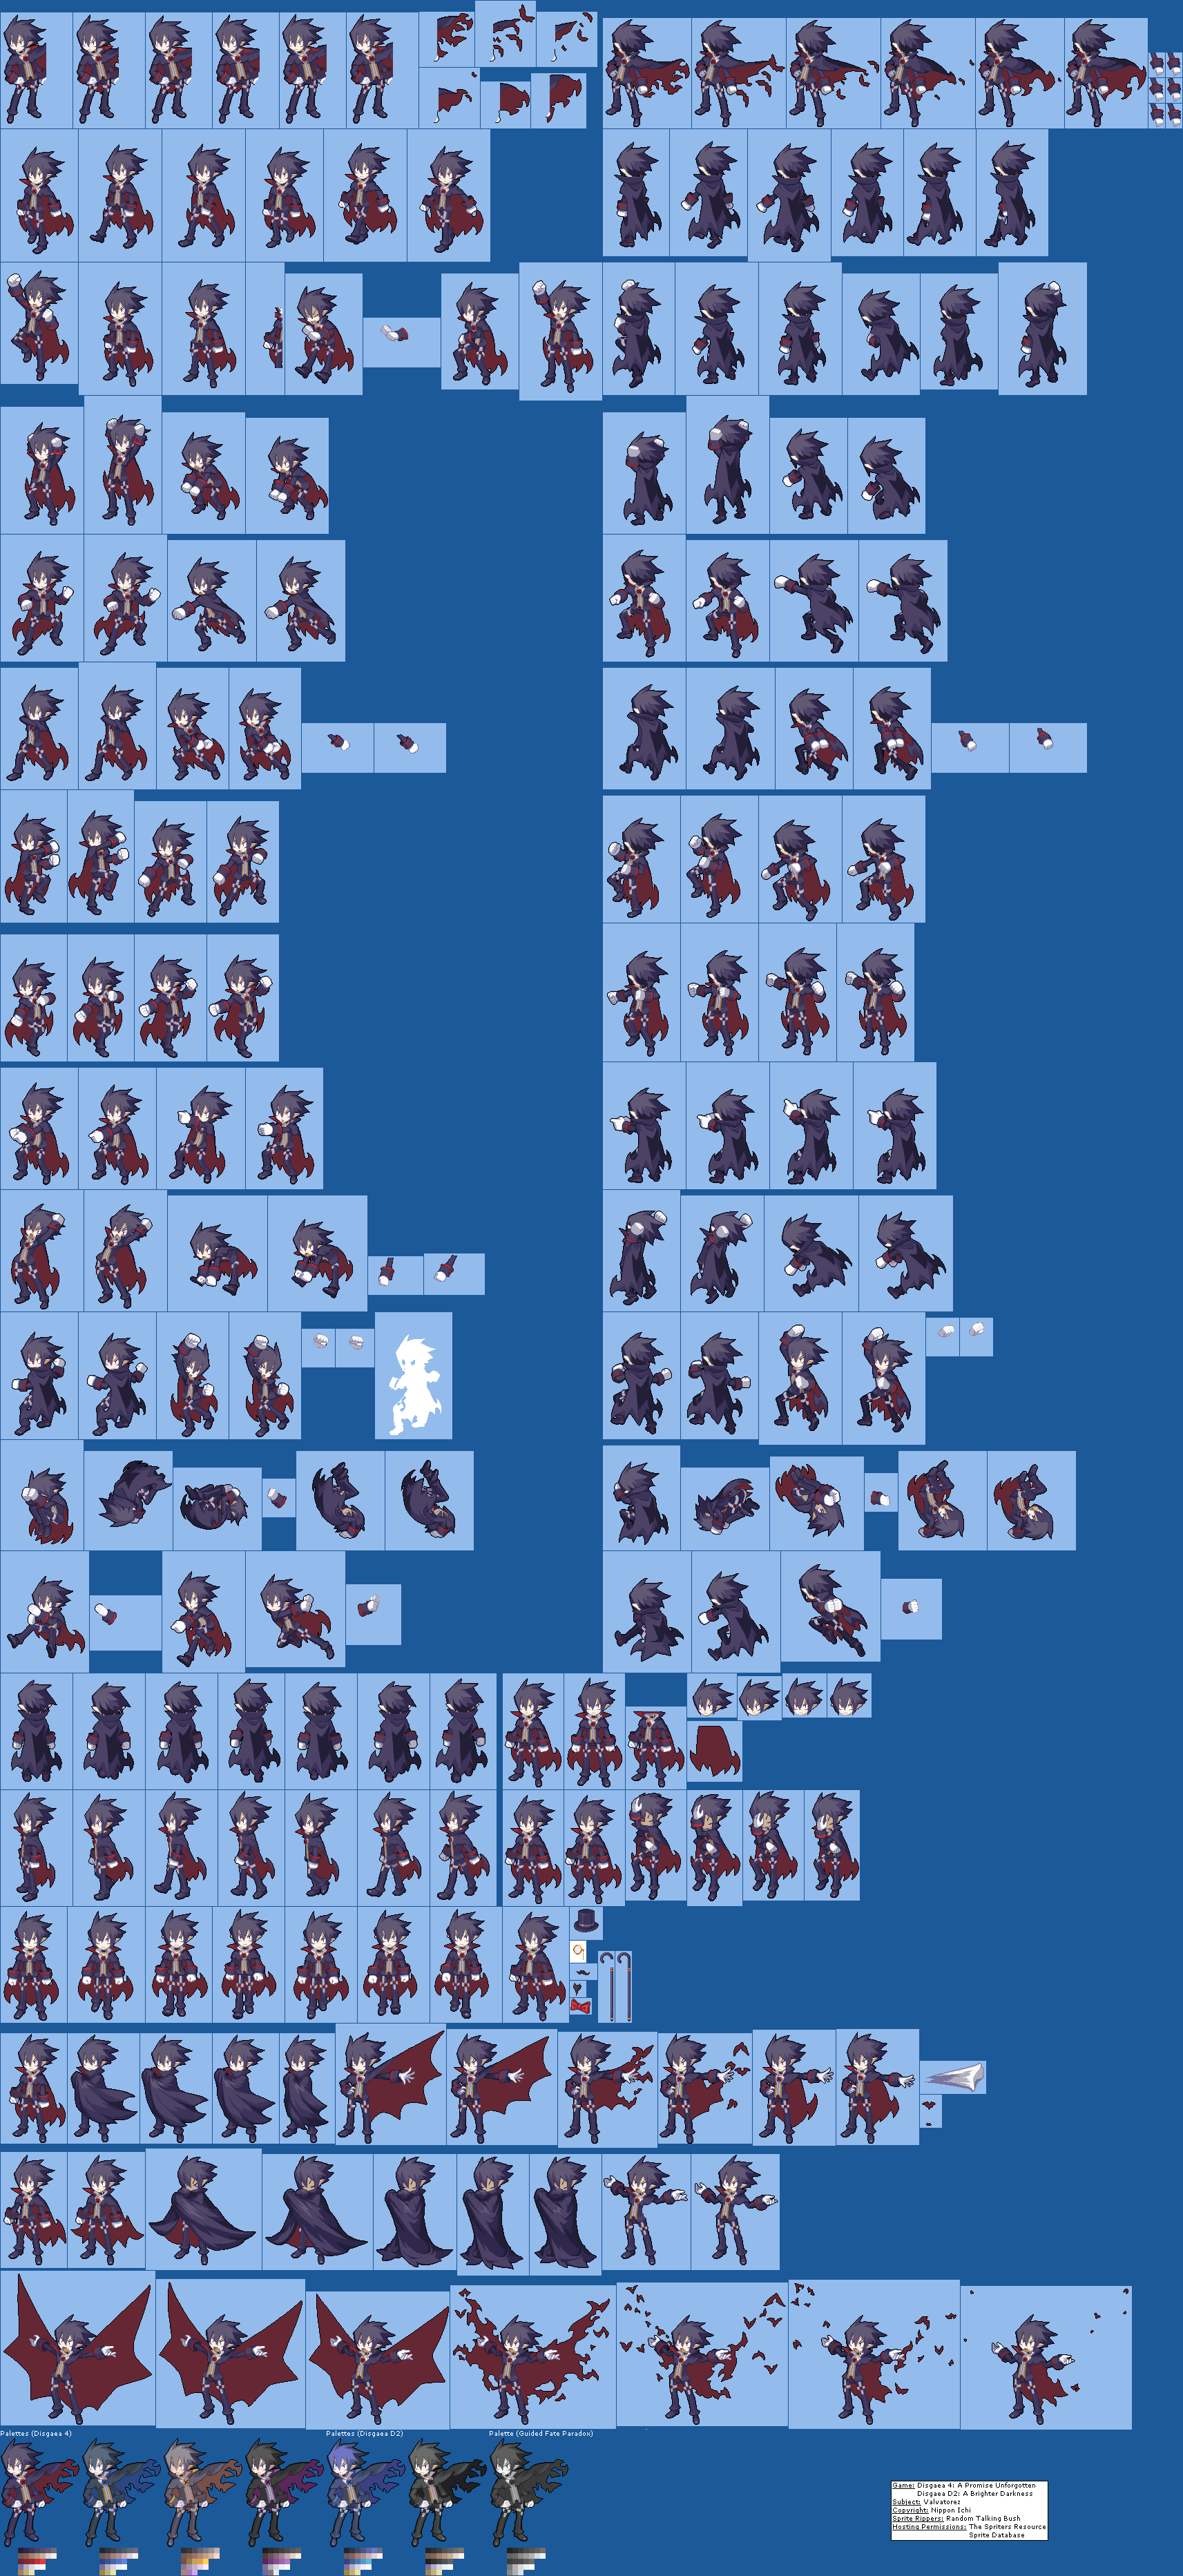 Palettes (Disgaea 4)
Palettes (Disgaea D2)
Palette (Guided Fate Paradox)
Game: Disgaea 4: A Promise Unforgotten
Disgaea D2: A Brighter Darkness
Subject: Valvatorez
Copyright: Nippon Ichi
Sprite Rippers: Random Talking Bush
Hosting Permissions: The Spriters Resource
Sprite Database